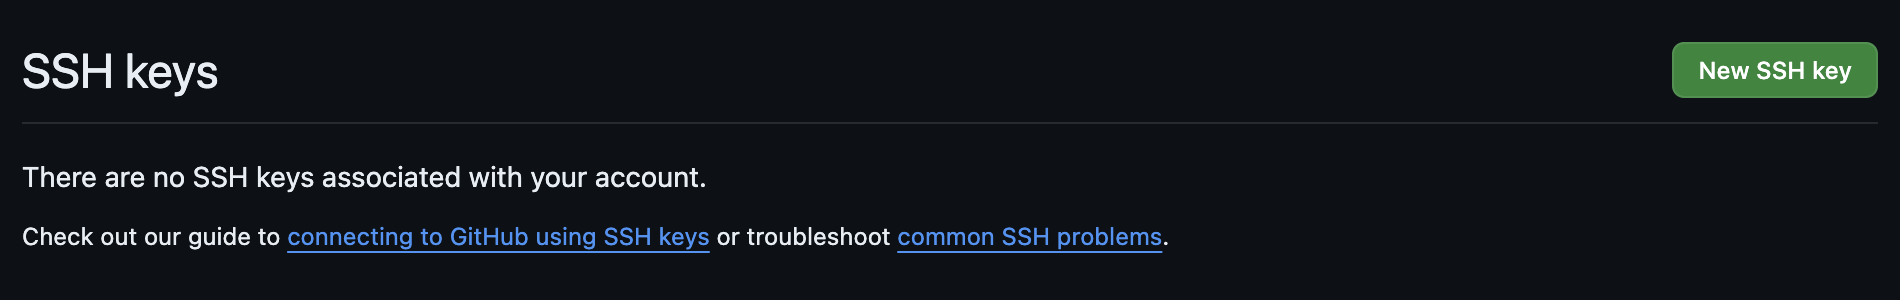 SSH keys
New SSH key
There are no SSH keys associated with your account.
Check out our guide to connecting to GitHub using SSH keys or troubleshoot common SSH problems.